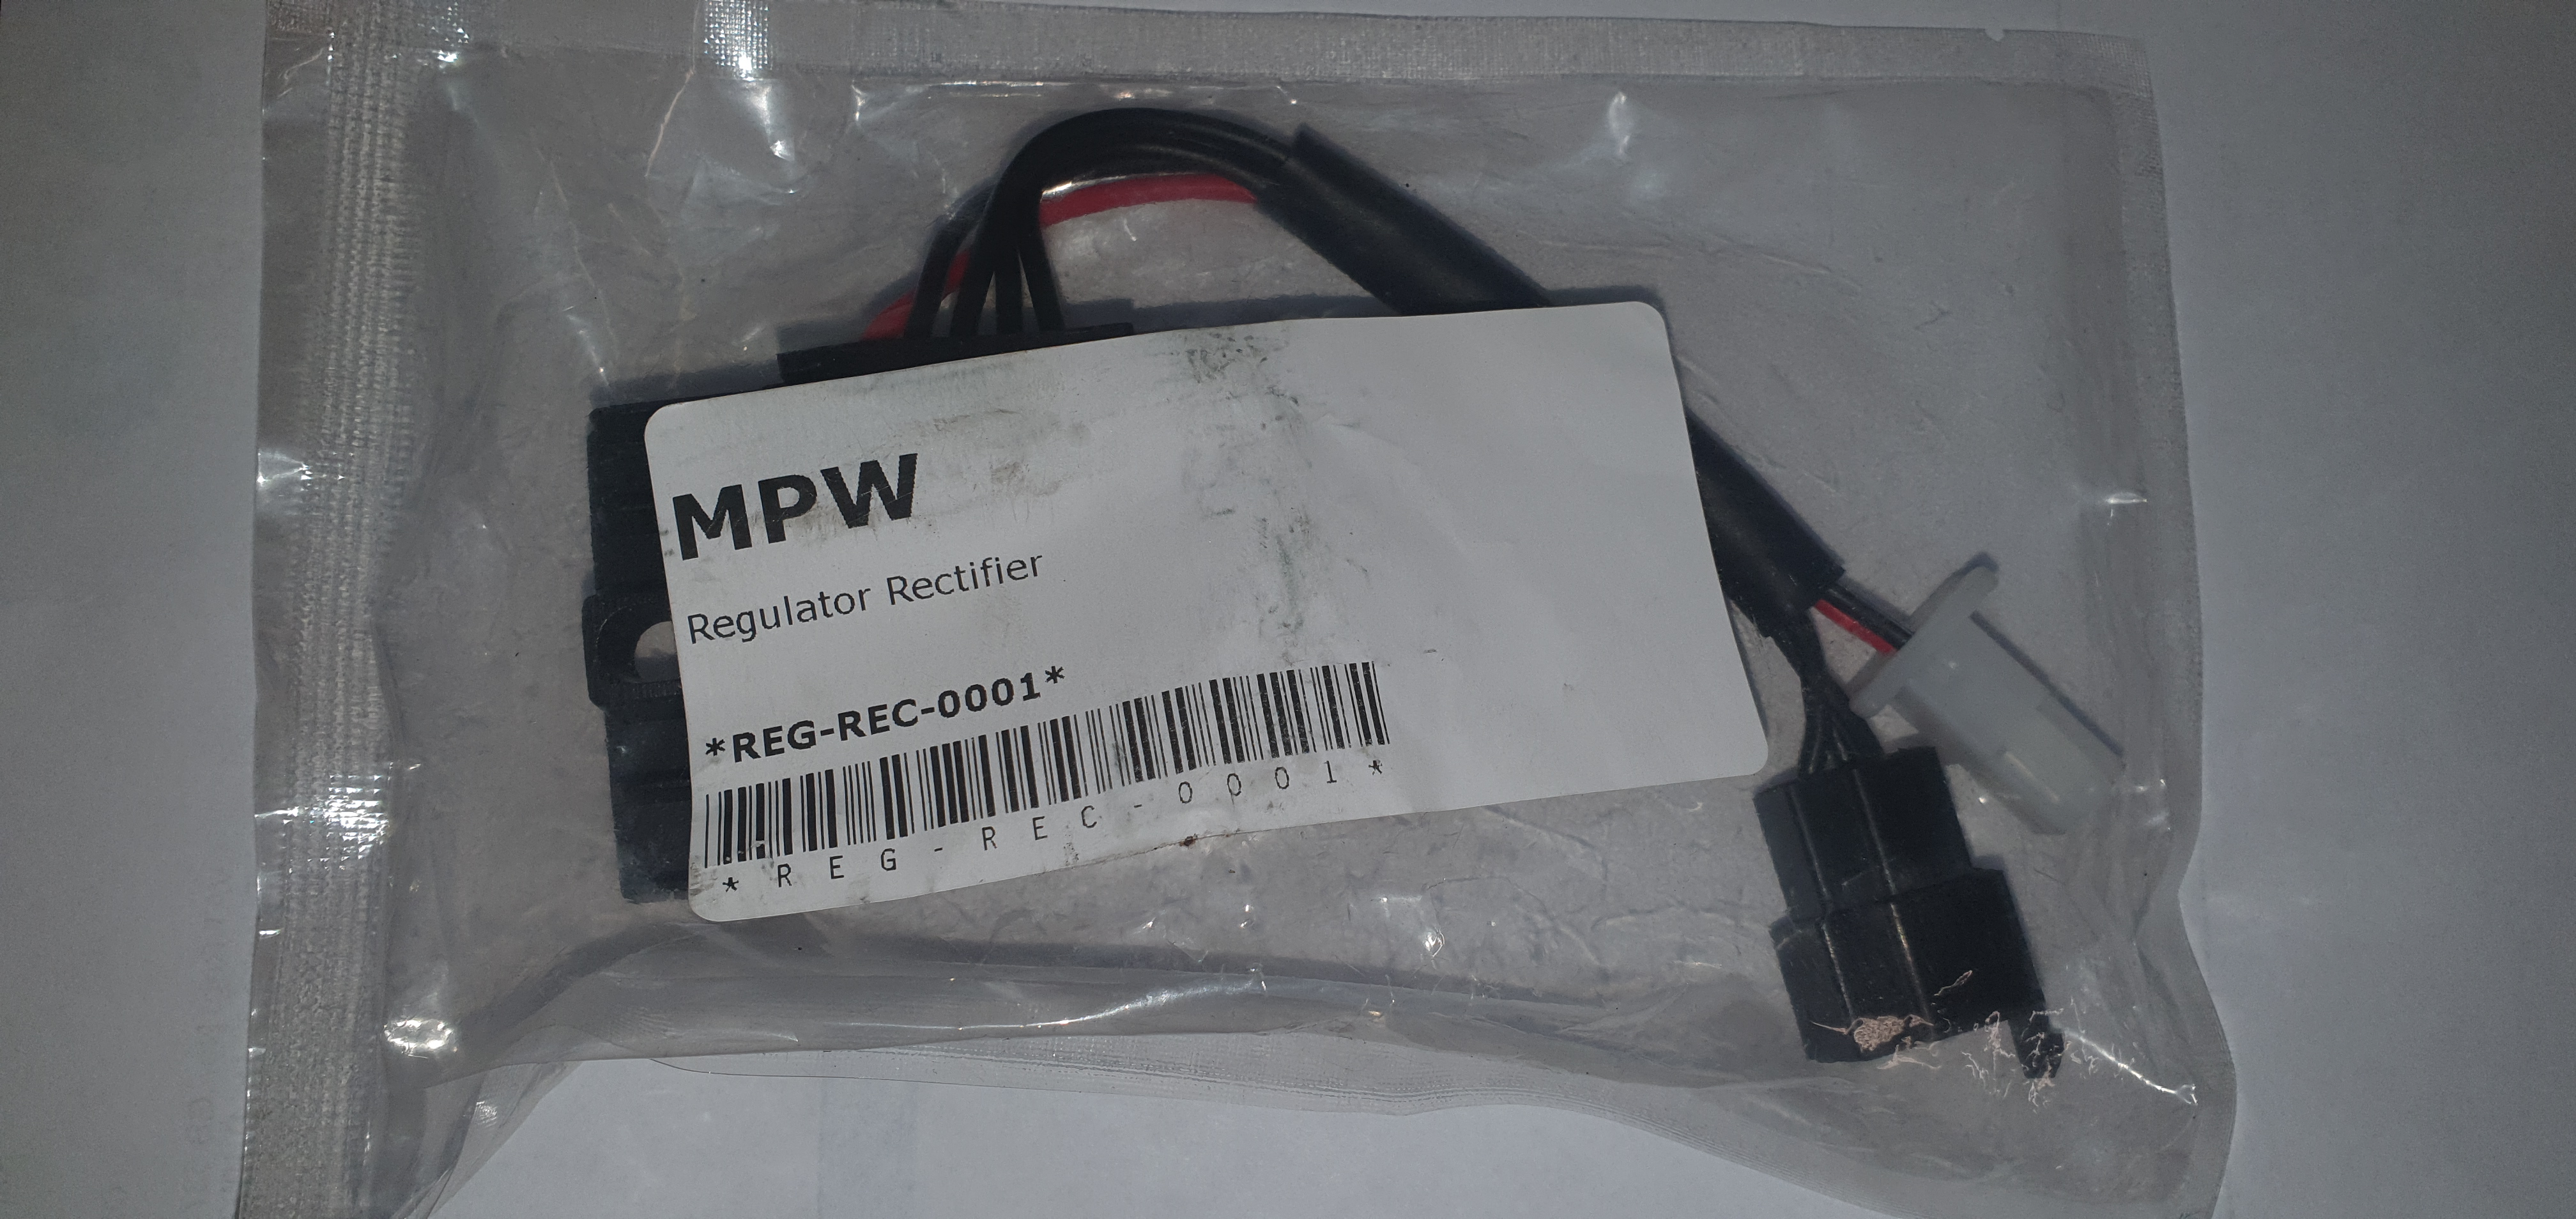 MPW
Regulator Rectifier
*REG-REC-0001*
*REG-REC-0001*